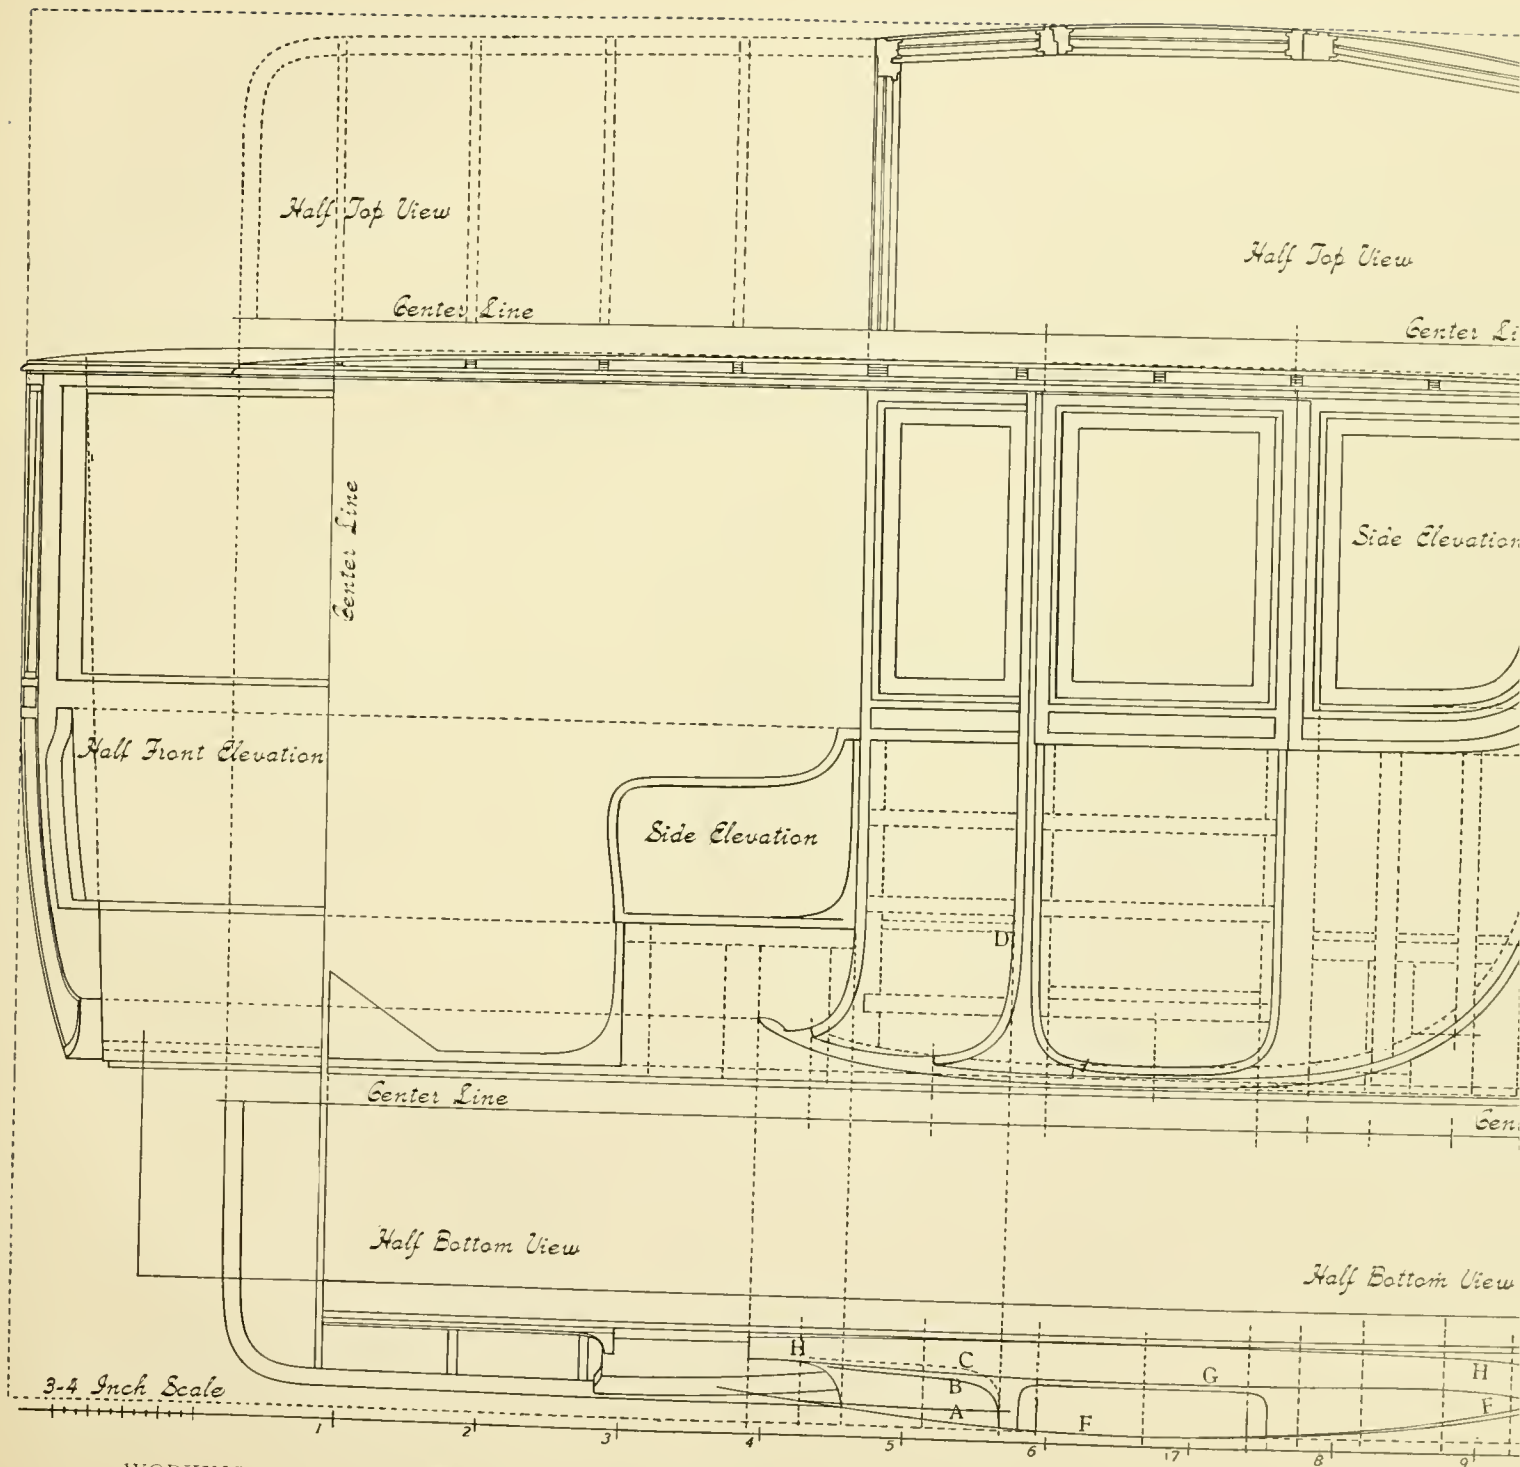 Half Top View
Half Top View
Center Line
Center Li
Center Line
Side Elevation
Half Front Elevation
Side Elevation
D
Center Line
Cen
Half Bottom View
Half Bottom View
H
C
G
H
B
A
F
F
3-4 Inch Scale
1 2 3 4 5 6 7 8 9